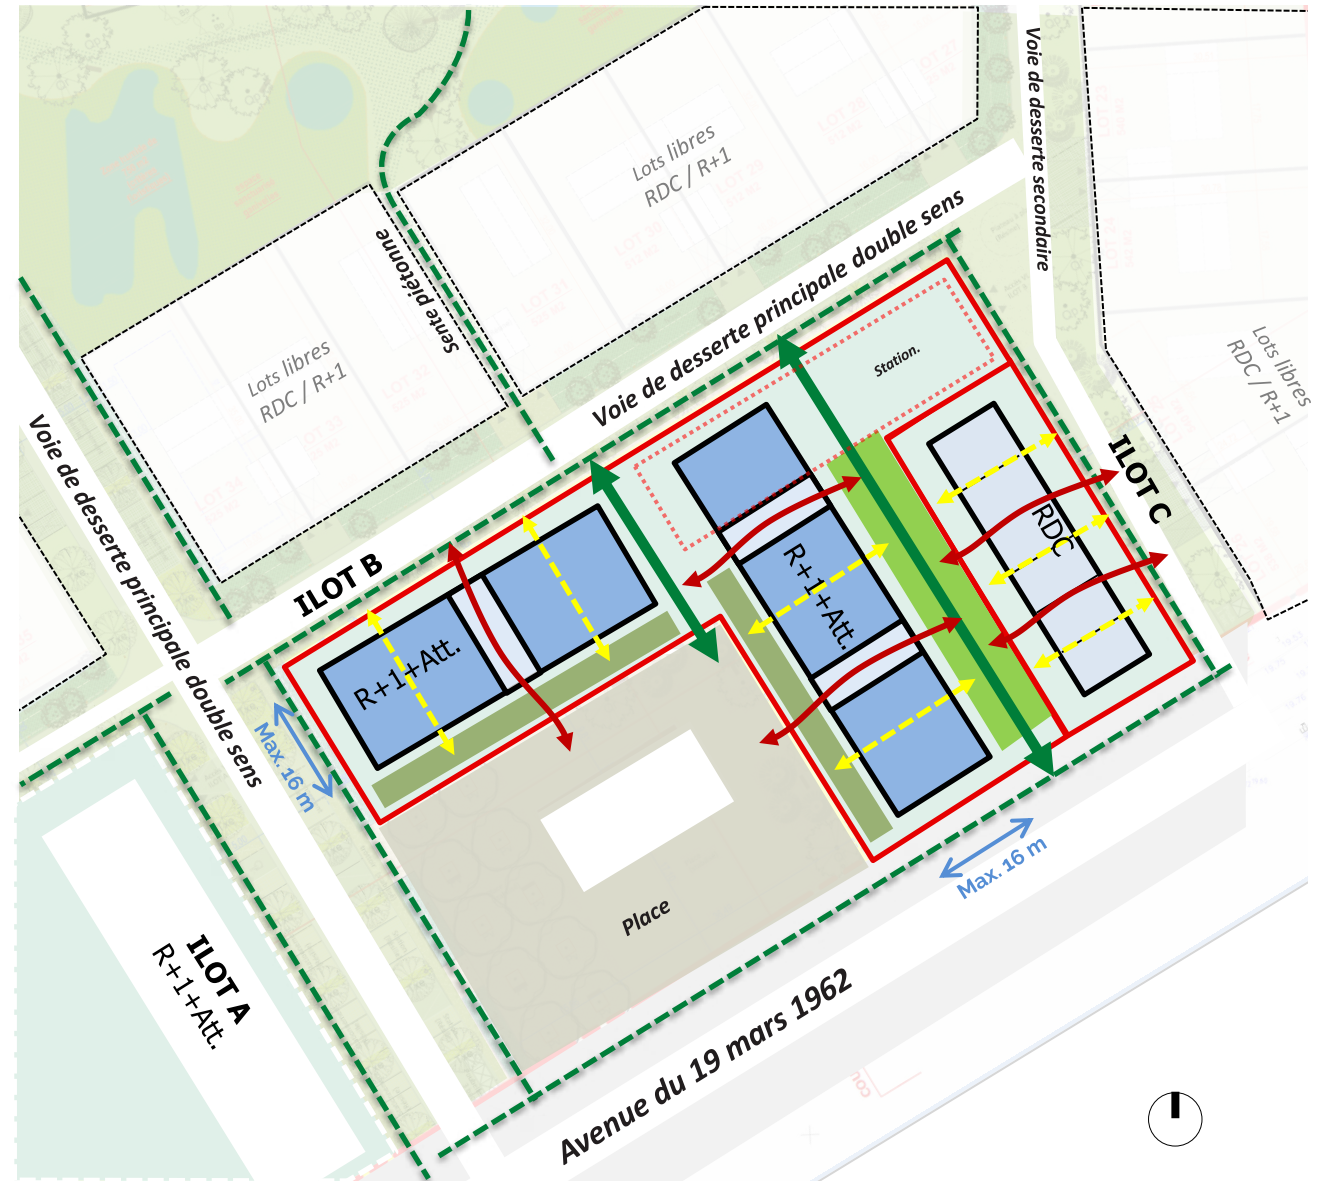 Lots libres
RDC / R+1
Voie de desserte secondaire
Sente piétonne
Voie de desserte principale double sens
Lots libres
RDC / R+1
Lots libres
RDC / R+1
Station.
Voie de desserte principale double sens
ILOT B
ILOT C
RDC
R+1+Att.
R+1+Att.
Max. 16 m
Max. 16 m
Place
ILOT A
R+1+Att.
Avenue du 19 mars 1962